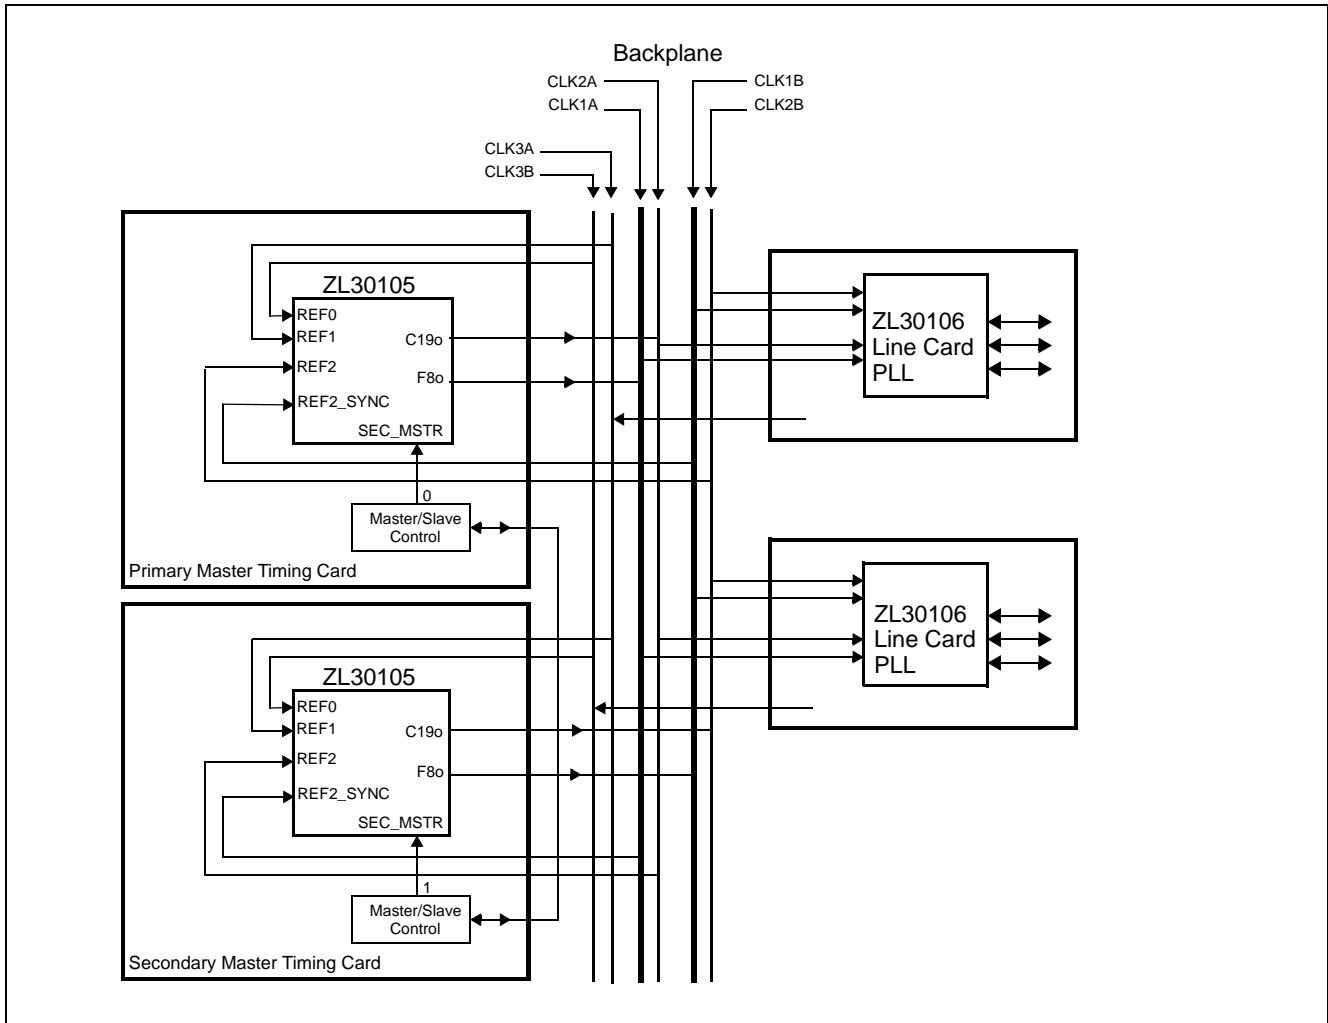 Backplane
CLK2A
CLK1B
CLK1A
CLK2B
CLK3A
CLK3B
ZL30105
REF0
REF1
C19o
REF2
F8o
REF2_SYNC
SEC_MSTR
0
Master/Slave
Control
Primary Master Timing Card
ZL30106
Line Card
PLL
ZL30105
REF0
REF1
C19o
REF2
F8o
REF2_SYNC
SEC_MSTR
1
Master/Slave
Control
Secondary Master Timing Card
ZL30106
Line Card
PLL